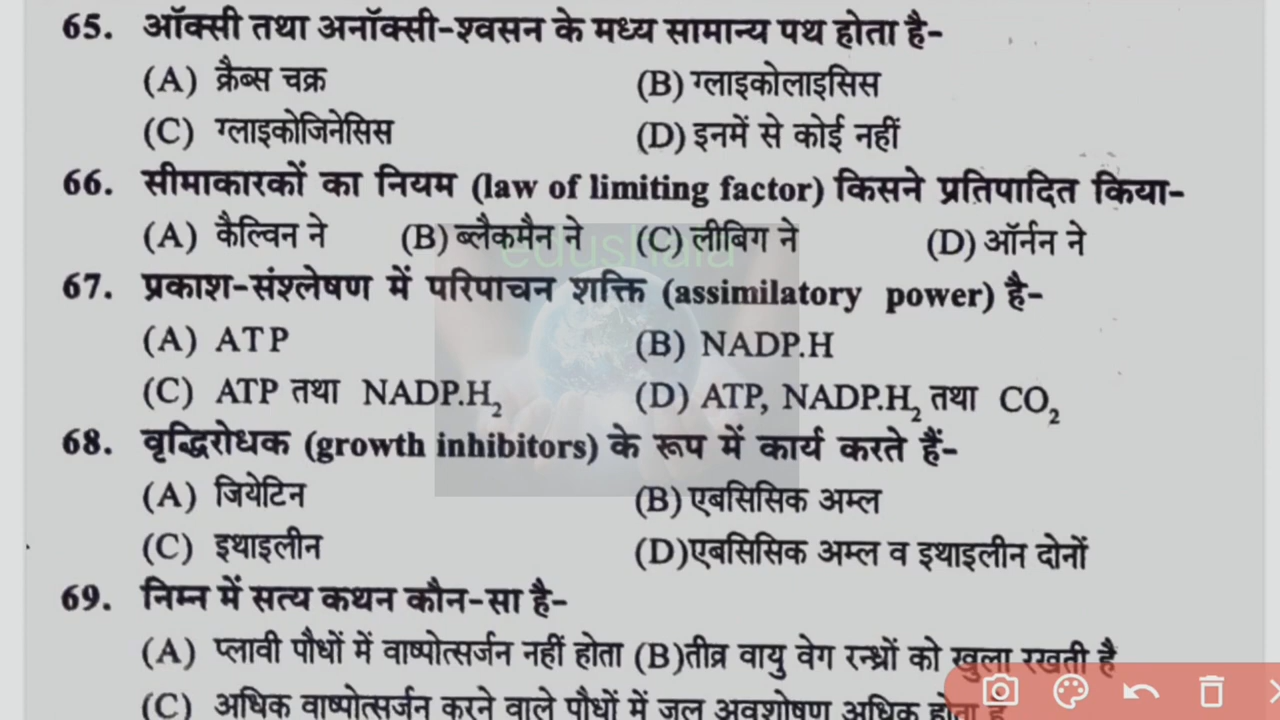 65. ऑक्सी तथा अनॉक्सी-श्वसन के मध्य सामान्य पथ होता है-
(A) क्रैब्स चक्र (B) ग्लाइकोलाइसिस
(C) ग्लाइकोजिनेसिस (D) इनमें से कोई नहीं
66. सीमाकारकों का नियम (law of limiting factor) किसने प्रतिपादित किया-
(A) कैल्विन ने (B) ब्लैकमैन ने (C) लीबिग ने (D) ऑर्नन ने
edushala
67. प्रकाश-संश्लेषण में परिपाचन शक्ति (assimilatory power) है-
(A) ATP (B) NADP.H
(C) ATP तथा NADP.H₂ (D) ATP, NADP.H₂ तथा CO₂
68. वृद्धिरोधक (growth inhibitors) के रूप में कार्य करते हैं-
(A) जियेटिन (B) एबसिसिक अम्ल
(C) इथाइलीन (D)एबसिसिक अम्ल व इथाइलीन दोनों
69. निम्न में सत्य कथन कौन-सा है-
(A) प्लावी पौधों में वाष्पोत्सर्जन नहीं होता (B)तीव्र वायु वेग रन्ध्रों को खुला रखती है
(C) अधिक वाष्पोत्सर्जन करने वाले पौधों में जल अवशोषण अधिक होता है